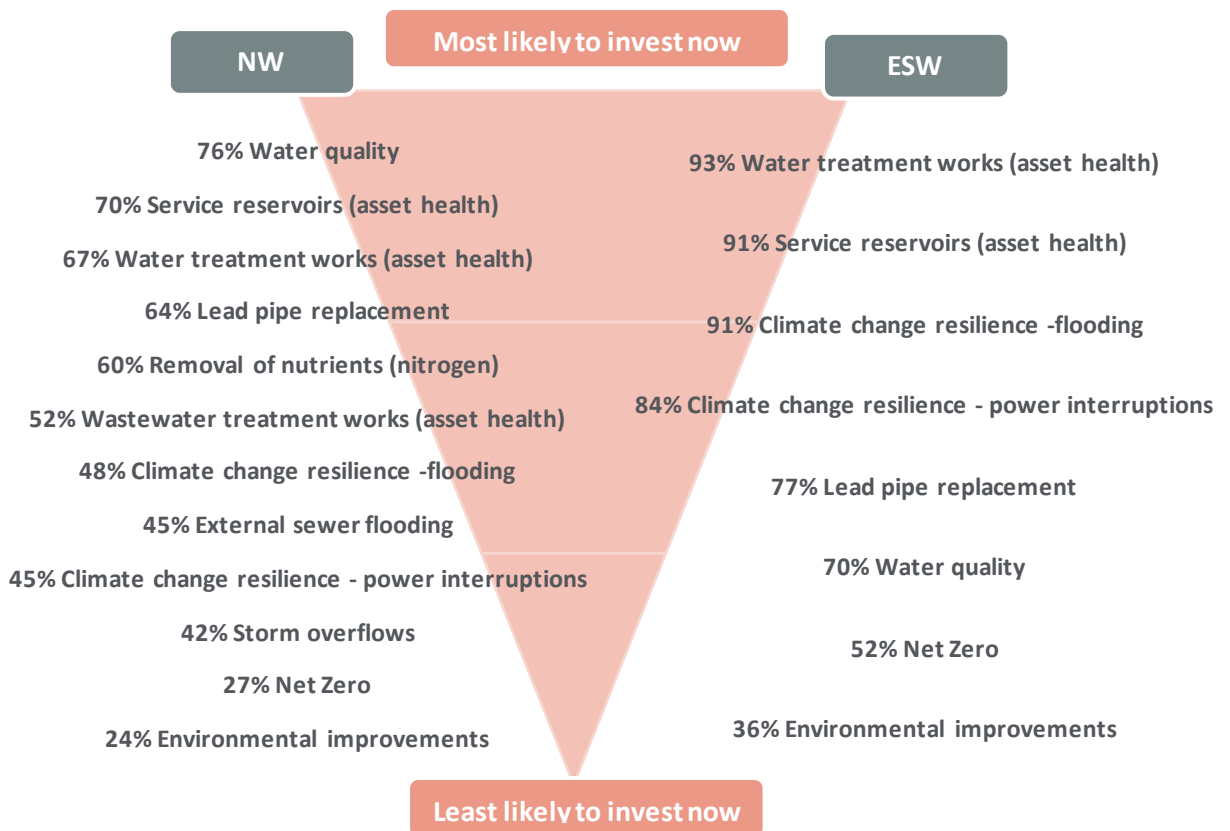 Most likely to invest now
NW
ESW
76% Water quality
70% Service reservoirs (asset health)
67% Water treatment works (asset health)
64% Lead pipe replacement
60% Removal of nutrients (nitrogen)
52% Wastewater treatment works (asset health)
48% Climate change resilience -flooding
45% External sewer flooding
45% Climate change resilience - power interruptions
42% Storm overflows
27% Net Zero
24% Environmental improvements
93% Water treatment works (asset health)
91% Service reservoirs (asset health)
91% Climate change resilience -flooding
84% Climate change resilience - power interruptions
77% Lead pipe replacement
70% Water quality
52% Net Zero
36% Environmental improvements
Least likely to invest now